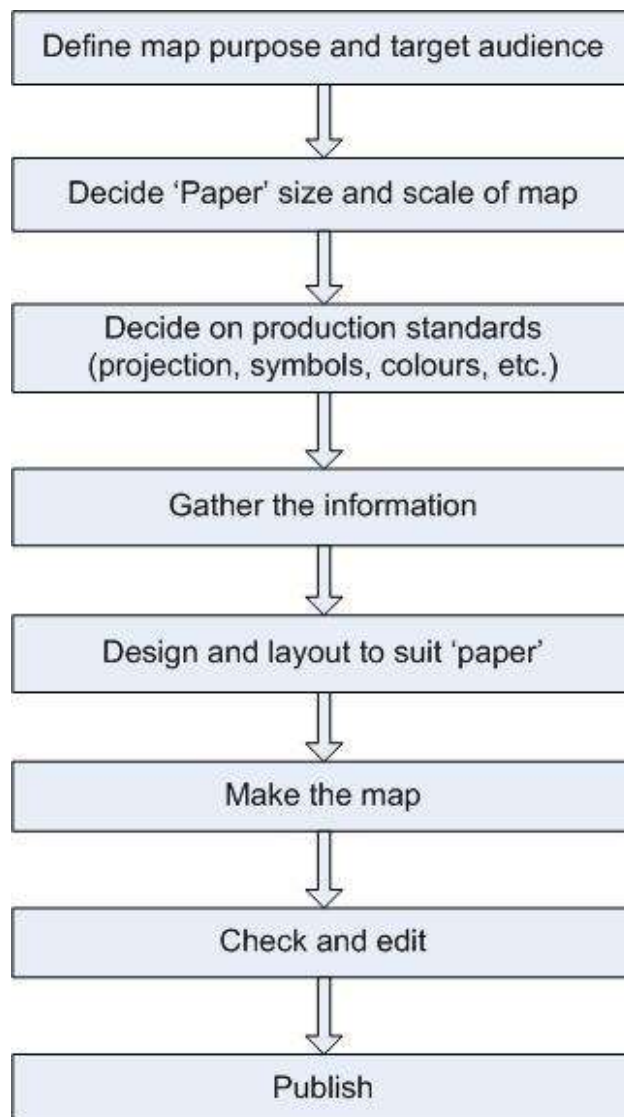 Define map purpose and target audience
Decide ‘Paper’ size and scale of map
Decide on production standards
(projection, symbols, colours, etc.)
Gather the information
Design and layout to suit ‘paper’
Make the map
Check and edit
Publish